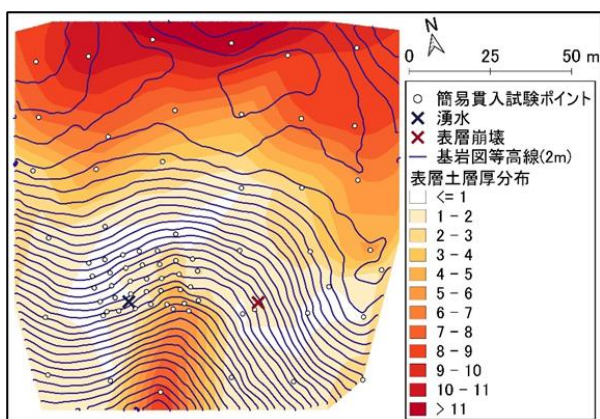 N
0 25 50 m
簡易貫入試験ポイント
湧水
表層崩壊
基岩図等高線(2m)
表層土層厚分布
<= 1
1 - 2
2 - 3
3 - 4
4 - 5
5 - 6
6 - 7
7 - 8
8 - 9
9 - 10
10 - 11
> 11